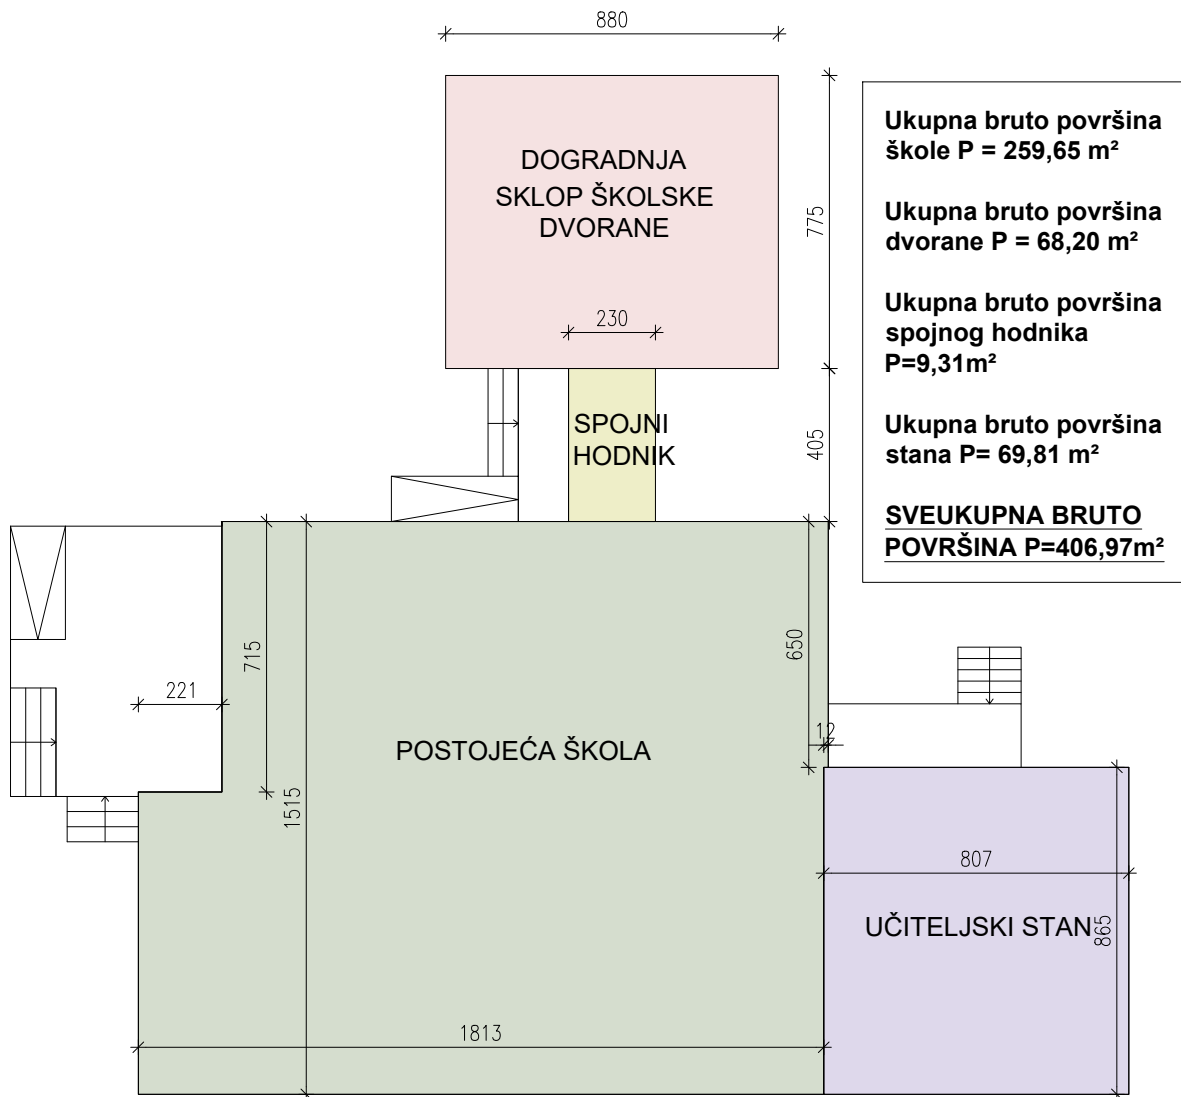 880
DOGRADNJA
SKLOP ŠKOLSKE
DVORANE
775
230
SPOJNI
HODNIK
405
Ukupna bruto površina
škole P = 259,65 m²
Ukupna bruto površina
dvorane P = 68,20 m²
Ukupna bruto površina
spojnog hodnika
P=9,31m²
Ukupna bruto površina
stana P= 69,81 m²
SVEUKUPNA BRUTO
POVRŠINA P=406,97m²
715
650
221
12
POSTOJEĆA ŠKOLA
1515
807
UČITELJSKI STAN
865
1813